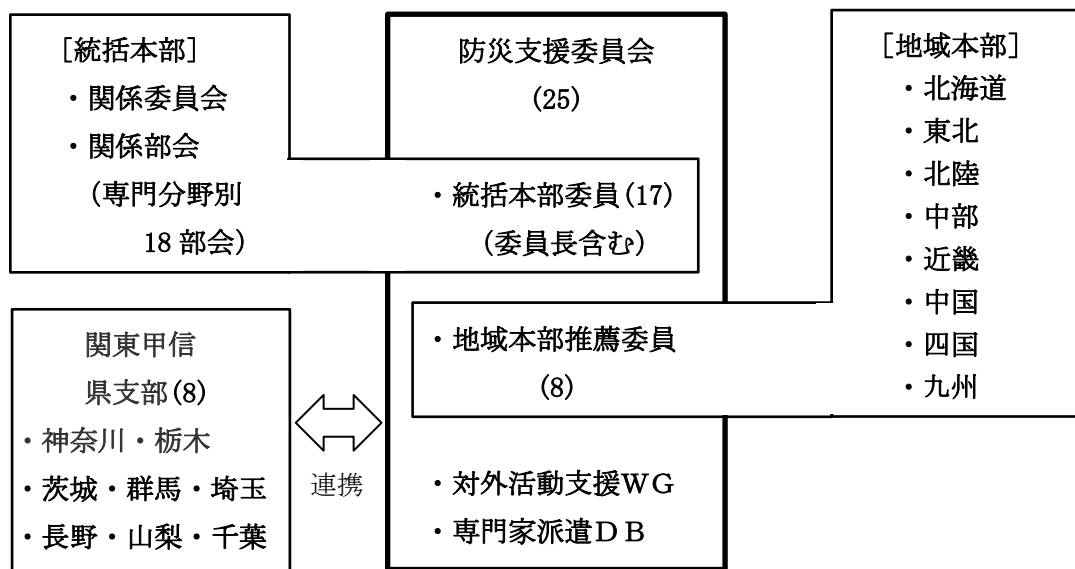 [統括本部]
・関係委員会
・関係部会
(専門分野別
18部会)
防災支援委員会
(25)
・統括本部委員(17)
(委員長含む)
・地域本部推薦委員
(8)
・対外活動支援WG
・専門家派遣DB
[地域本部]
・北海道
・東北
・北陸
・中部
・近畿
・中国
・四国
・九州
関東甲信
県支部(8)
・神奈川・栃木
・茨城・群馬・埼玉
・長野・山梨・千葉
連携